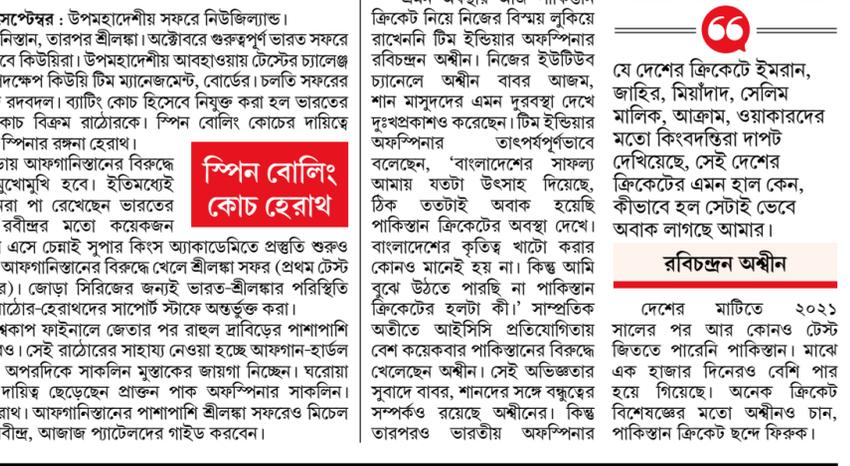 সেপ্টেম্বর : উপমহাদেশীয় সফরে নিউজিল্যান্ড।
নিস্তান, তারপর শ্রীলঙ্কা। অক্টোবরে গুরুত্বপূর্ণ ভারত সফরে
বে কিউয়িরা। উপমহাদেশীয় আবহাওয়ায় টেস্টের চ্যালেঞ্জ
পদক্ষেপ কিউয়ি টিম ম্যানেজমেন্ট, বোর্ডের। চলতি সফরের
রদবদল। ব্যাটিং কোচ হিসেবে নিযুক্ত করা হল ভারতের
কোচ বিক্রম রাঠোরকে। স্পিন বোলিং কোচের দায়িত্বে
স্পিনার রঙ্গনা হেরাথ।
ড়ায় আফগানিস্তানের বিরুদ্ধে
মুখোমুখি হবে। ইতিমধ্যেই
নরা পা রেখেছেন ভারতের
রবীন্দ্রর মতো কয়েকজন
এসে চেন্নাই সুপার কিংস অ্যাকাডেমিতে প্রস্তুতি শুরুও
আফগানিস্তানের বিরুদ্ধে খেলে শ্রীলঙ্কা সফর (প্রথম টেস্ট
র)। জোড়া সিরিজের জন্যই ভারত-শ্রীলঙ্কার পরিস্থিতি
রাঠোর-হেরাথদের সাপোর্ট স্টাফে অন্তর্ভুক্ত করা।
শ্বকাপ ফাইনালে জেতার পর রাহুল দ্রাবিড়ের পাশাপাশি
রও। সেই রাঠোরের সাহায্য নেওয়া হচ্ছে আফগান-হার্ডল
অপরদিকে সাকলিন মুস্তাকের জায়গা নিচ্ছেন। ঘরোয়া
দায়িত্ব ছেড়েছেন প্রাক্তন পাক অফস্পিনার সাকলিন।
রাথ। আফগানিস্তানের পাশাপাশি শ্রীলঙ্কা সফরেও মিচেল
বীন্দ্র, আজাজ প্যাটেলদের গাইড করবেন।
স্পিন বোলিং
কোচ হেরাথ
ক্রিকেট নিয়ে নিজের বিস্ময় লুকিয়ে
রাখেননি টিম ইন্ডিয়ার অফস্পিনার
রবিচন্দ্রন অশ্বীন। নিজের ইউটিউব
চ্যানেলে অশ্বীন বাবর আজম,
শান মাসুদদের এমন দুরবস্থা দেখে
দুঃখপ্রকাশও করেছেন। টিম ইন্ডিয়ার
অফস্পিনার তাৎপর্যপূর্ণভাবে
বলেছেন, ‘বাংলাদেশের সাফল্য
আমায় যতটা উৎসাহ দিয়েছে,
ঠিক ততটাই অবাক হয়েছি
পাকিস্তান ক্রিকেটের অবস্থা দেখে।
বাংলাদেশের কৃতিত্ব খাটো করার
কোনও মানেই হয় না। কিন্তু আমি
বুঝে উঠতে পারছি না পাকিস্তান
ক্রিকেটের হলটা কী।’ সাম্প্রতিক
অতীতে আইসিসি প্রতিযোগিতায়
বেশ কয়েকবার পাকিস্তানের বিরুদ্ধে
খেলেছেন অশ্বীন। সেই অভিজ্ঞতার
সুবাদে বাবর, শানদের সঙ্গে বন্ধুত্বের
সম্পর্কও রয়েছে অশ্বীনের। কিন্তু
তারপরও ভারতীয় অফস্পিনার
যে দেশের ক্রিকেটে ইমরান,
জাহির, মিয়াঁদাদ, সেলিম
মালিক, আক্রাম, ওয়াকারদের
মতো কিংবদন্তিরা দাপট
দেখিয়েছে, সেই দেশের
ক্রিকেটের এমন হাল কেন,
কীভাবে হল সেটাই ভেবে
অবাক লাগছে আমার।
রবিচন্দ্রন অশ্বীন
দেশের মাটিতে ২০২১
সালের পর আর কোনও টেস্ট
জিততে পারেনি পাকিস্তান। মাঝে
এক হাজার দিনেরও বেশি পার
হয়ে গিয়েছে। অনেক ক্রিকেট
বিশেষজ্ঞের মতো অশ্বীনও চান,
পাকিস্তান ক্রিকেট ছন্দে ফিরুক।